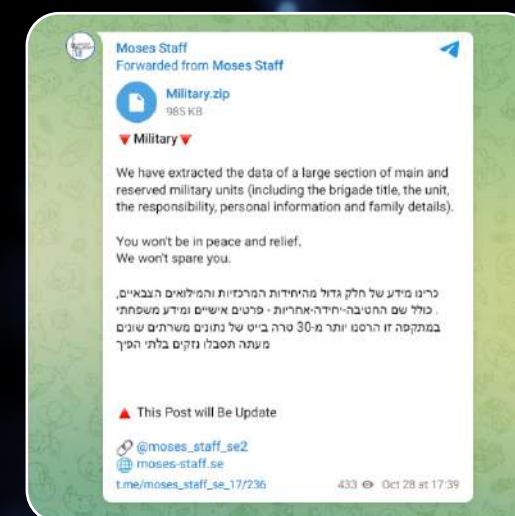 Moses Staff
Forwarded from Moses Staff
Military.zip
985 KB
🔻Military🔻
We have extracted the data of a large section of main and
reserved military units (including the brigade title, the unit,
the responsibility, personal information and family details).
You won't be in peace and relief.
We won't spare you.
כרינו מידע של חלק גדול מהיחידות המרכזיות והמילואים הצבאיים,
. כולל שם החטיבה-יחידה-אחריות - פרטים אישיים ומידע משפחתי
במתקפה זו הרסנו יותר מ-30 טרה בייט של נתונים משרתים שונים
מעתה תסבלו נזקים בלתי הפיך
🔺 This Post will Be Update
🔗 @moses_staff_se2
🌐 moses-staff.se
t.me/moses_staff_se_17/236
433 Oct 28 at 17:39